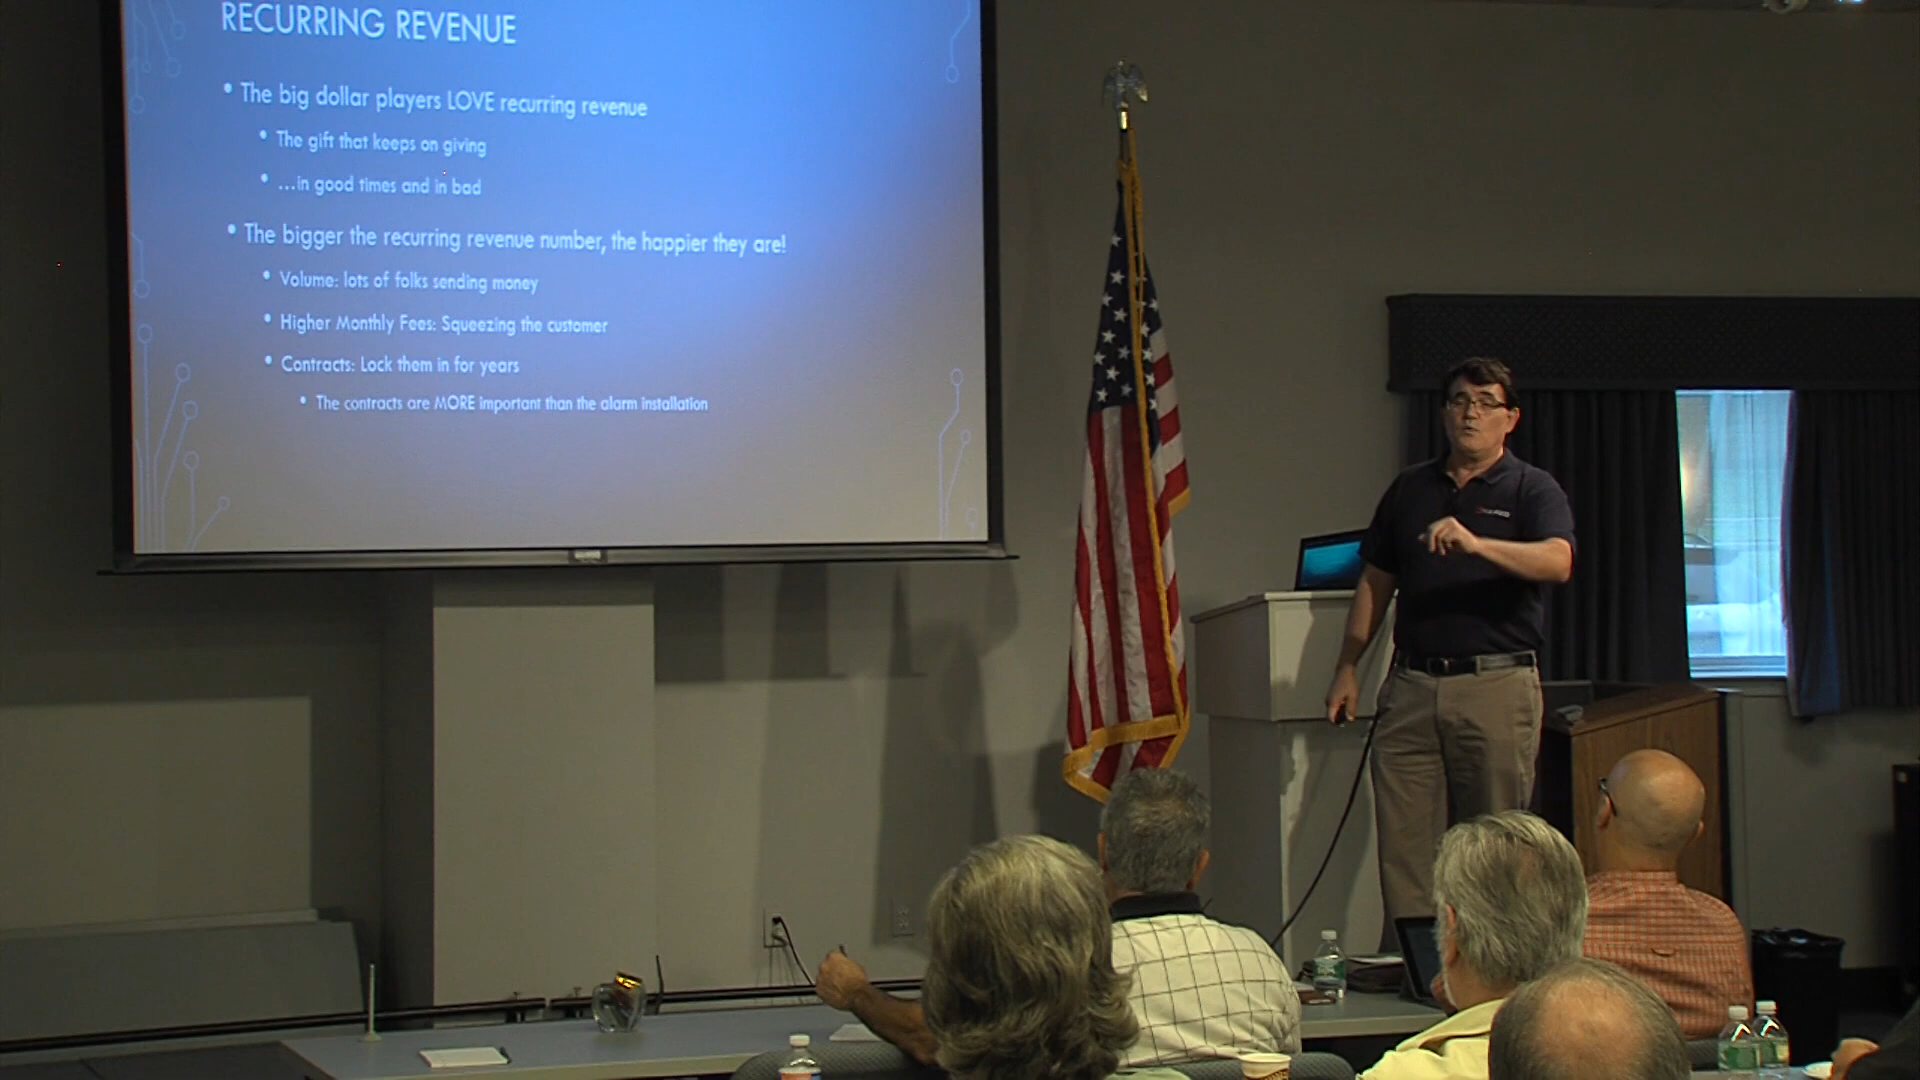 RECURRING REVENUE
• The big dollar players LOVE recurring revenue
• The gift that keeps on giving
• ...in good times and in bad
• The bigger the recurring revenue number, the happier they are!
• Volume: lots of folks sending money
• Higher Monthly Fees: Squeezing the customer
• Contracts: Lock them in for years
• The contracts are MORE important than the alarm installation